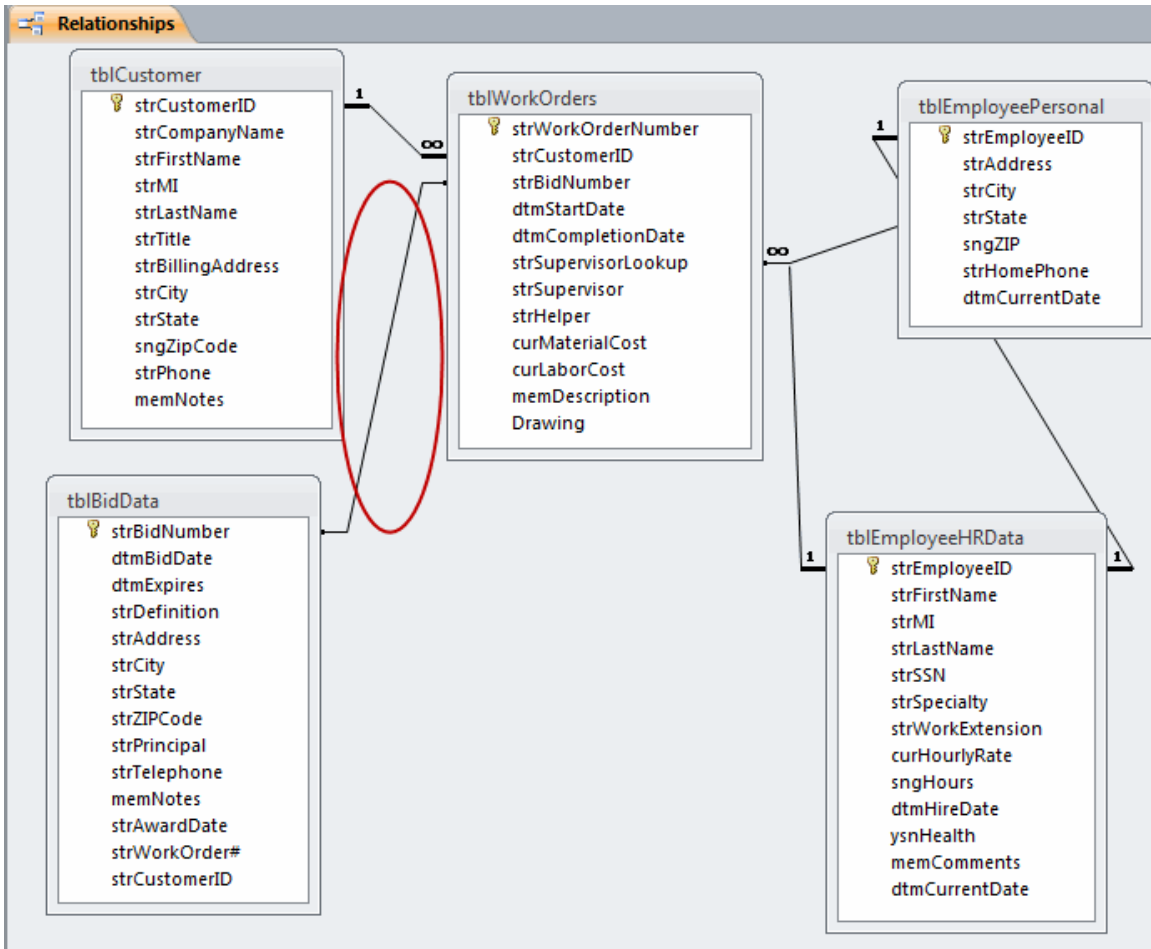 Relationships
tblCustomer
strCustomerID
strCompanyName
strFirstName
strMI
strLastName
strTitle
strBillingAddress
strCity
strState
sngZipCode
strPhone
memNotes
1
∞
tblWorkOrders
strWorkOrderNumber
strCustomerID
strBidNumber
dtmStartDate
dtmCompletionDate
strSupervisorLookup
strSupervisor
strHelper
curMaterialCost
curLaborCost
memDescription
Drawing
∞
1
tblEmployeePersonal
strEmployeeID
strAddress
strCity
strState
sngZIP
strHomePhone
dtmCurrentDate
tblBidData
strBidNumber
dtmBidDate
dtmExpires
strDefinition
strAddress
strCity
strState
strZIPCode
strPrincipal
strTelephone
memNotes
strAwardDate
strWorkOrder#
strCustomerID
1
tblEmployeeHRData
strEmployeeID
strFirstName
strMI
strLastName
strSSN
strSpecialty
strWorkExtension
curHourlyRate
sngHours
dtmHireDate
ysnHealth
memComments
dtmCurrentDate
1